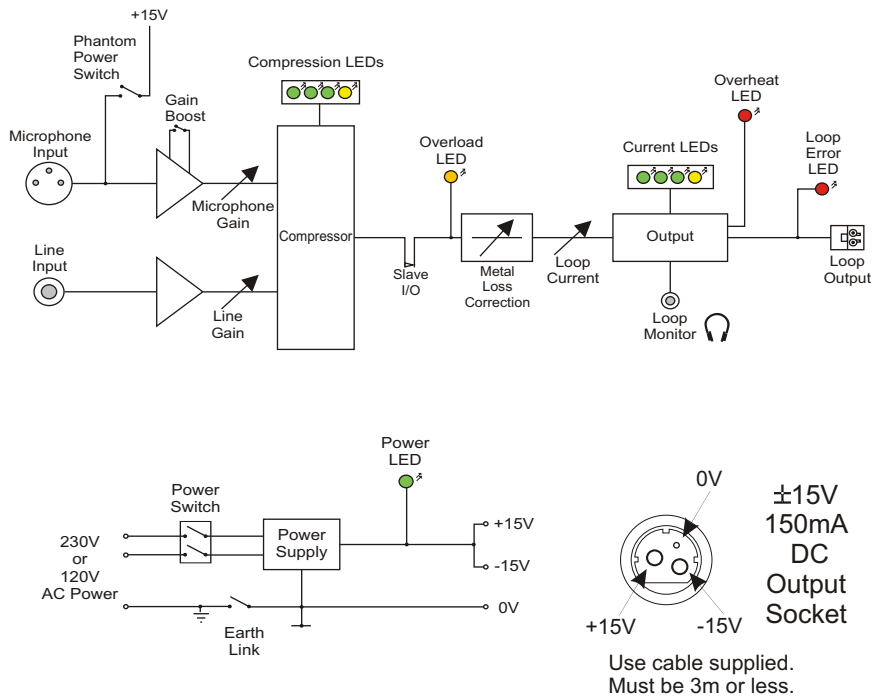 +15V
Phantom
Power
Switch
Compression LEDs
Gain
Boost
Overheat
LED
Microphone
Input
Overload
LED
Current LEDs
Loop
Error
LED
Microphone
Gain
Compressor
Output
Line
Input
Slave
I/O
Metal
Loss
Correction
Loop
Current
Loop
Output
Line
Gain
Loop
Monitor
Power
LED
Power
Switch
230V
or
120V
AC Power
Power
Supply
+15V
-15V
0V
Earth
Link
0V
+15V
-15V
±15V
150mA
DC
Output
Socket
Use cable supplied.
Must be 3m or less.